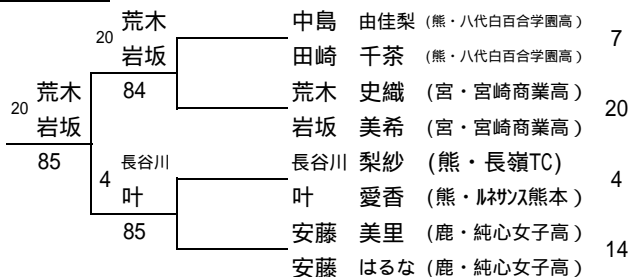 20 荒木 中島 由佳梨 (熊・八代白百合学園高) 7
岩坂 田崎 千茶 (熊・八代白百合学園高)
20 荒木 84 荒木 史織 (宮・宮崎商業高) 20
岩坂 岩坂 美希 (宮・宮崎商業高)
85 4 長谷川 長谷川 梨紗 (熊・長嶺TC) 4
叶 叶 愛香 (熊・ルネサンス熊本)
85 安藤 美里 (鹿・純心女子高) 14
安藤 はるな (鹿・純心女子高)